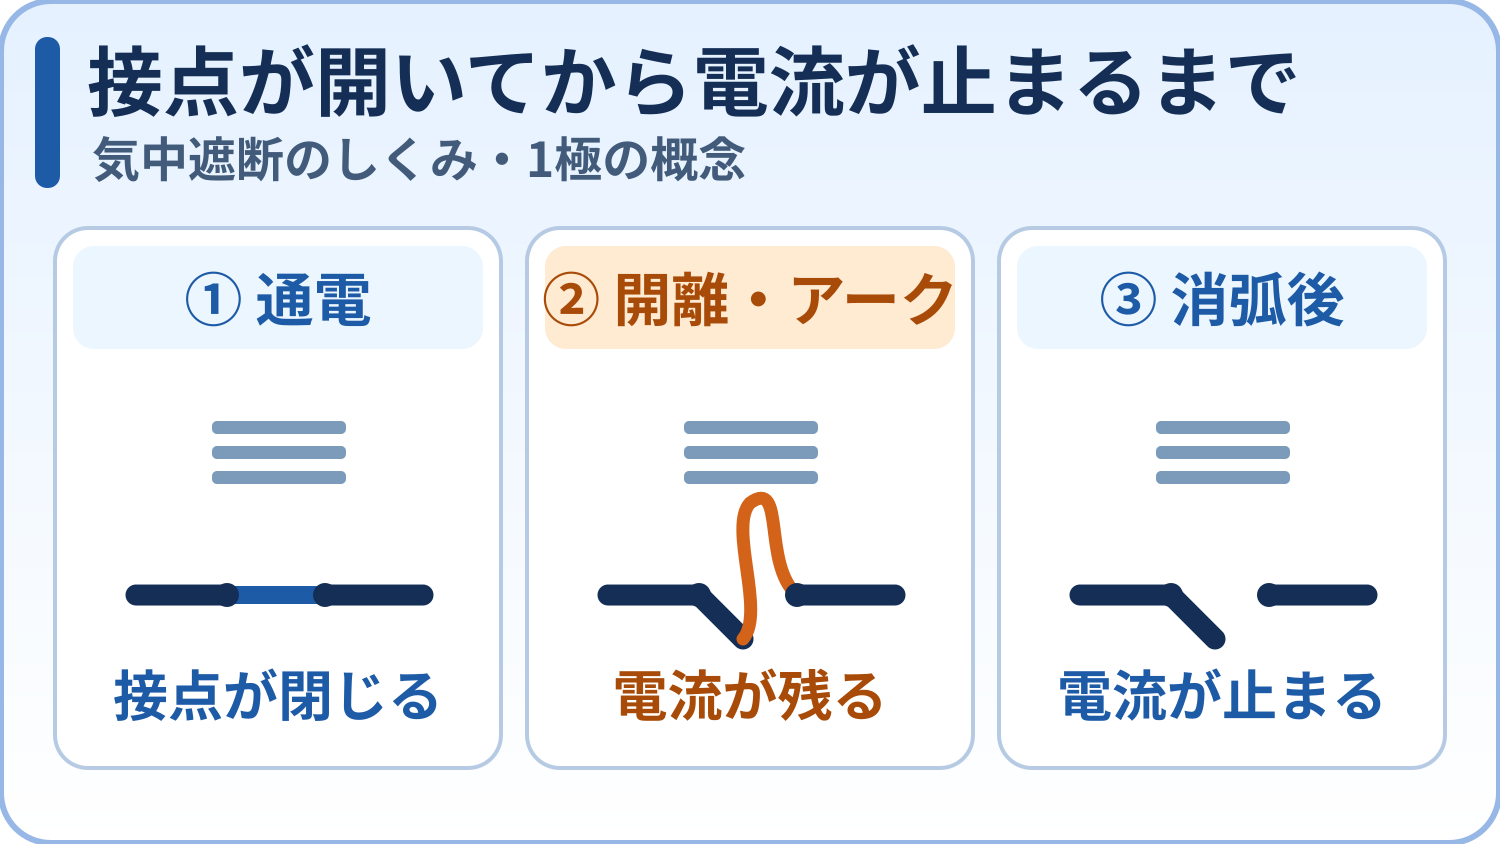 接点が開いてから電流が止まるまで
気中遮断のしくみ・1極の概念
① 通電
② 開離・アーク
③ 消弧後
接点が閉じる
電流が残る
電流が止まる